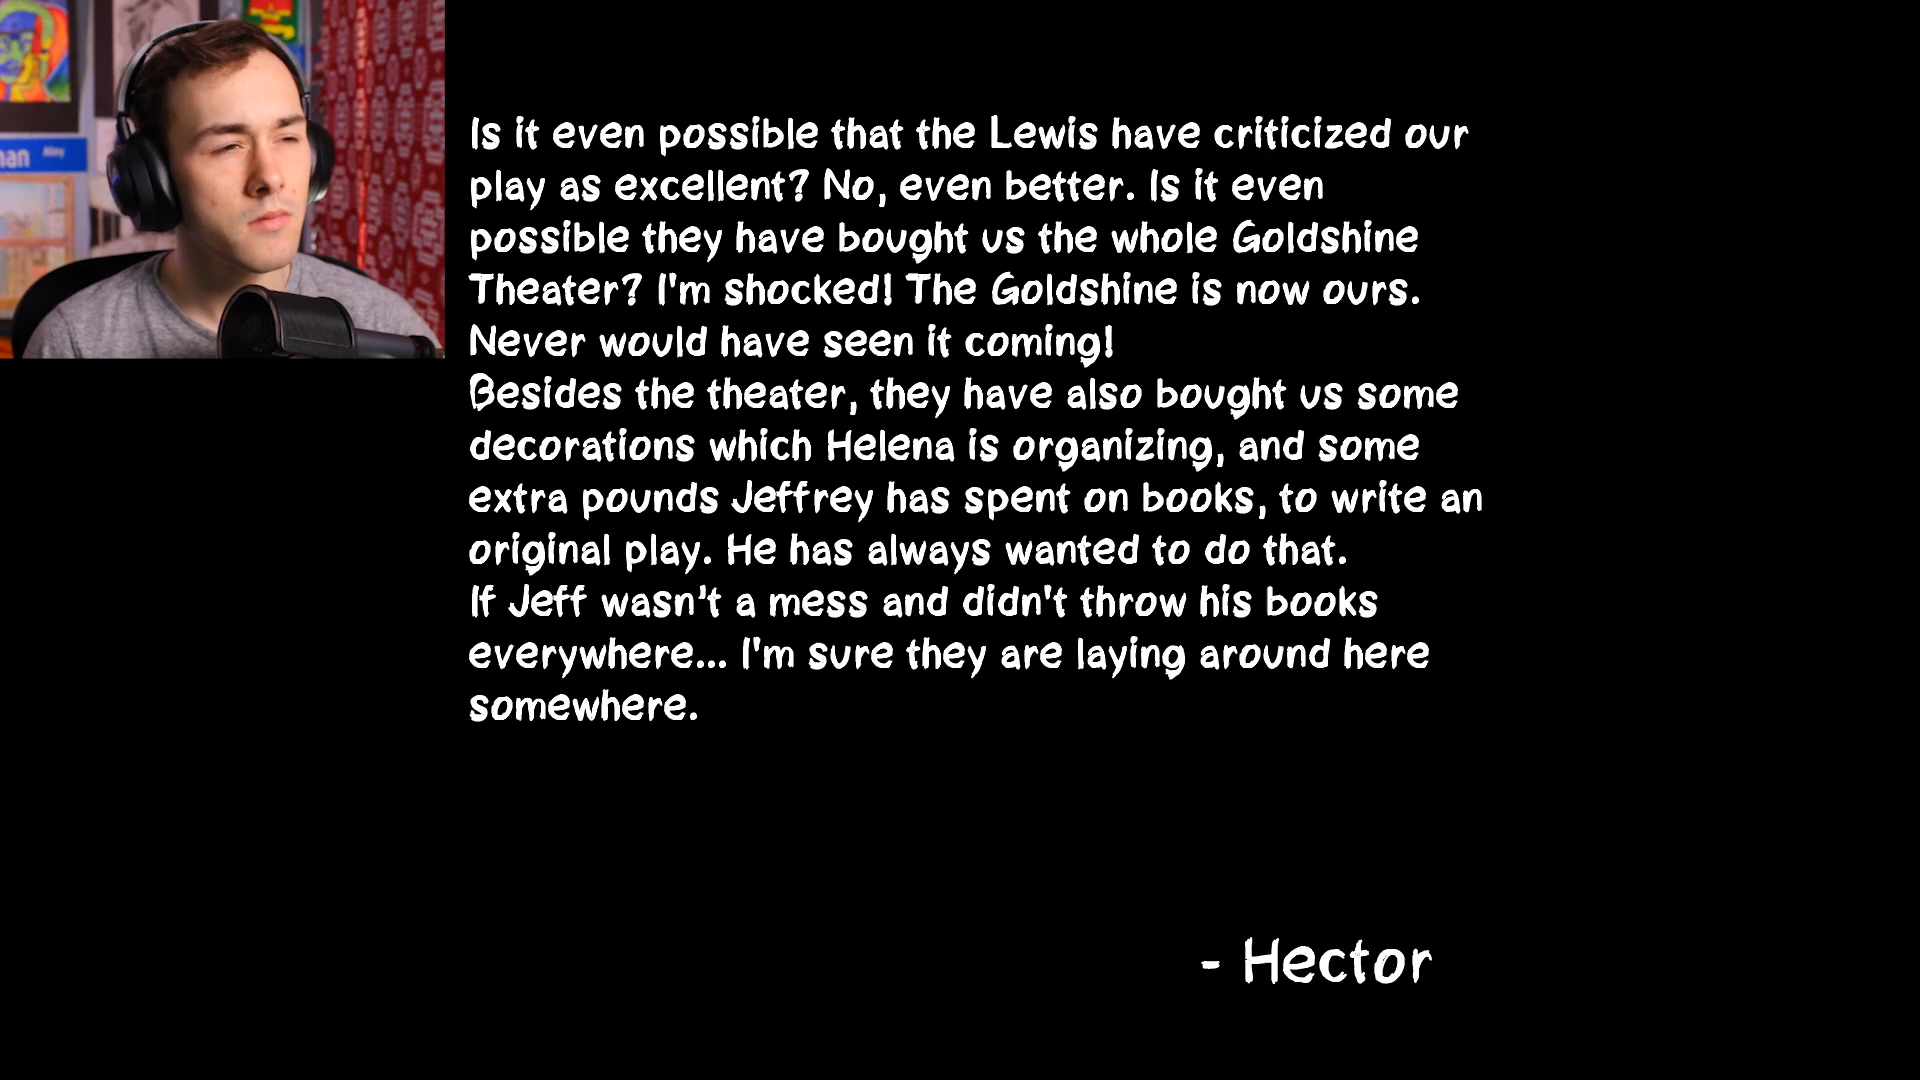 man Alley
Is it even possible that the Lewis have criticized our
play as excellent? No, even better. Is it even
possible they have bought us the whole Goldshine
Theater? I'm shocked! The Goldshine is now ours.
Never would have seen it coming!
Besides the theater, they have also bought us some
decorations which Helena is organizing, and some
extra pounds Jeffrey has spent on books, to write an
original play. He has always wanted to do that.
If Jeff wasn't a mess and didn't throw his books
everywhere... I'm sure they are laying around here
somewhere.
- Hector